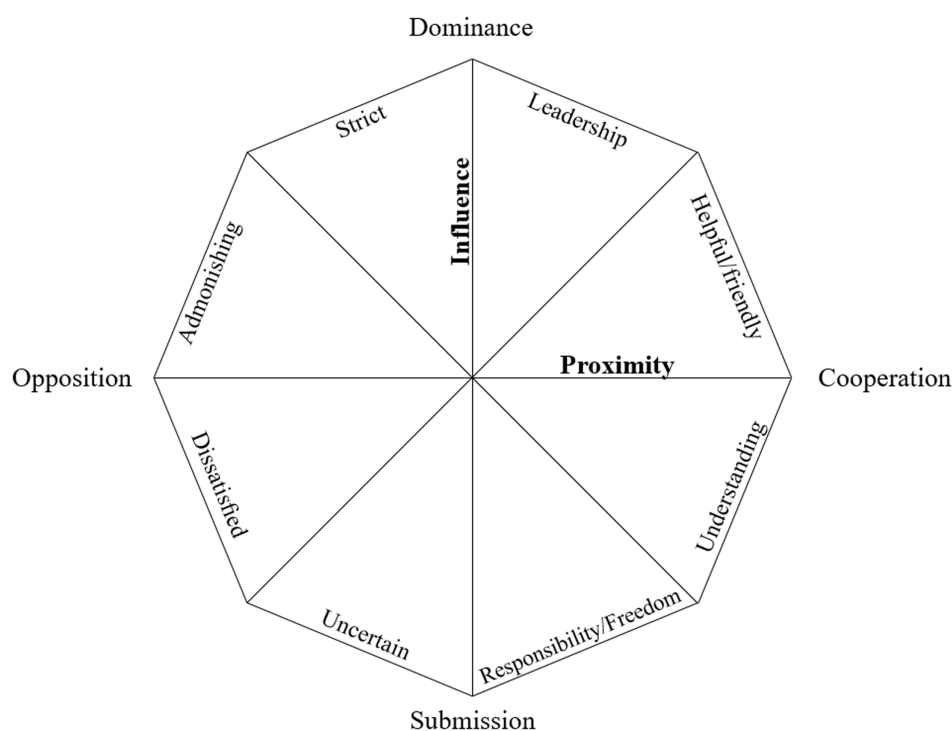 Dominance
Strict
Leadership
Influence
Admonishing
Helpful/friendly
Proximity
Opposition
Cooperation
Dissatisfied
Understanding
Uncertain
Responsibility/Freedom
Submission